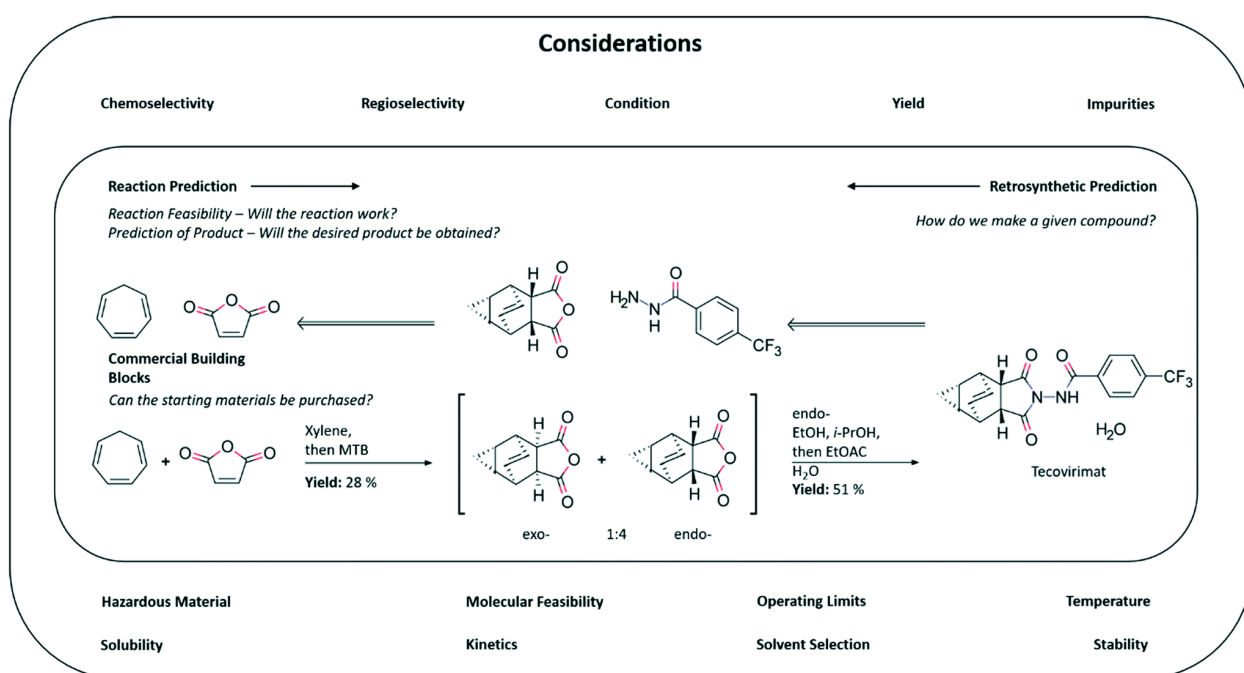 Considerations
Chemoselectivity
Regioselectivity
Condition
Yield
Impurities
Reaction Prediction
Reaction Feasibility – Will the reaction work?
Prediction of Product – Will the desired product be obtained?
Retrosynthetic Prediction
How do we make a given compound?
O
O
O
H
H
O
O
O
H2N
N
H
O
CF3
Commercial Building
Blocks
Can the starting materials be purchased?
+
O
O
O
Xylene,
then MTB
Yield: 28 %
H
H
O
O
O
+
H
H
O
O
O
exo-
1:4
endo-
endo-
EtOH, i-PrOH,
then EtOAC
H2O
Yield: 51 %
H
H
O
O
N
NH
O
CF3
H2O
Tecovirimat
Hazardous Material
Molecular Feasibility
Operating Limits
Temperature
Solubility
Kinetics
Solvent Selection
Stability